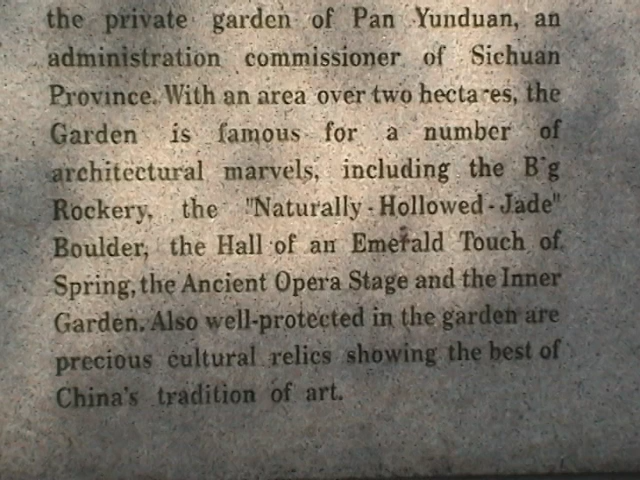 the private garden of Pan Yunduan, an
administration commissioner of Sichuan
Province. With an area over two hectares, the
Garden is famous for a number of
architectural marvels, including the Big
Rockery, the "Naturally-Hollowed-Jade"
Boulder, the Hall of an Emerald Touch of
Spring, the Ancient Opera Stage and the Inner
Garden. Also well-protected in the garden are
precious cultural relics showing the best of
China's tradition of art.